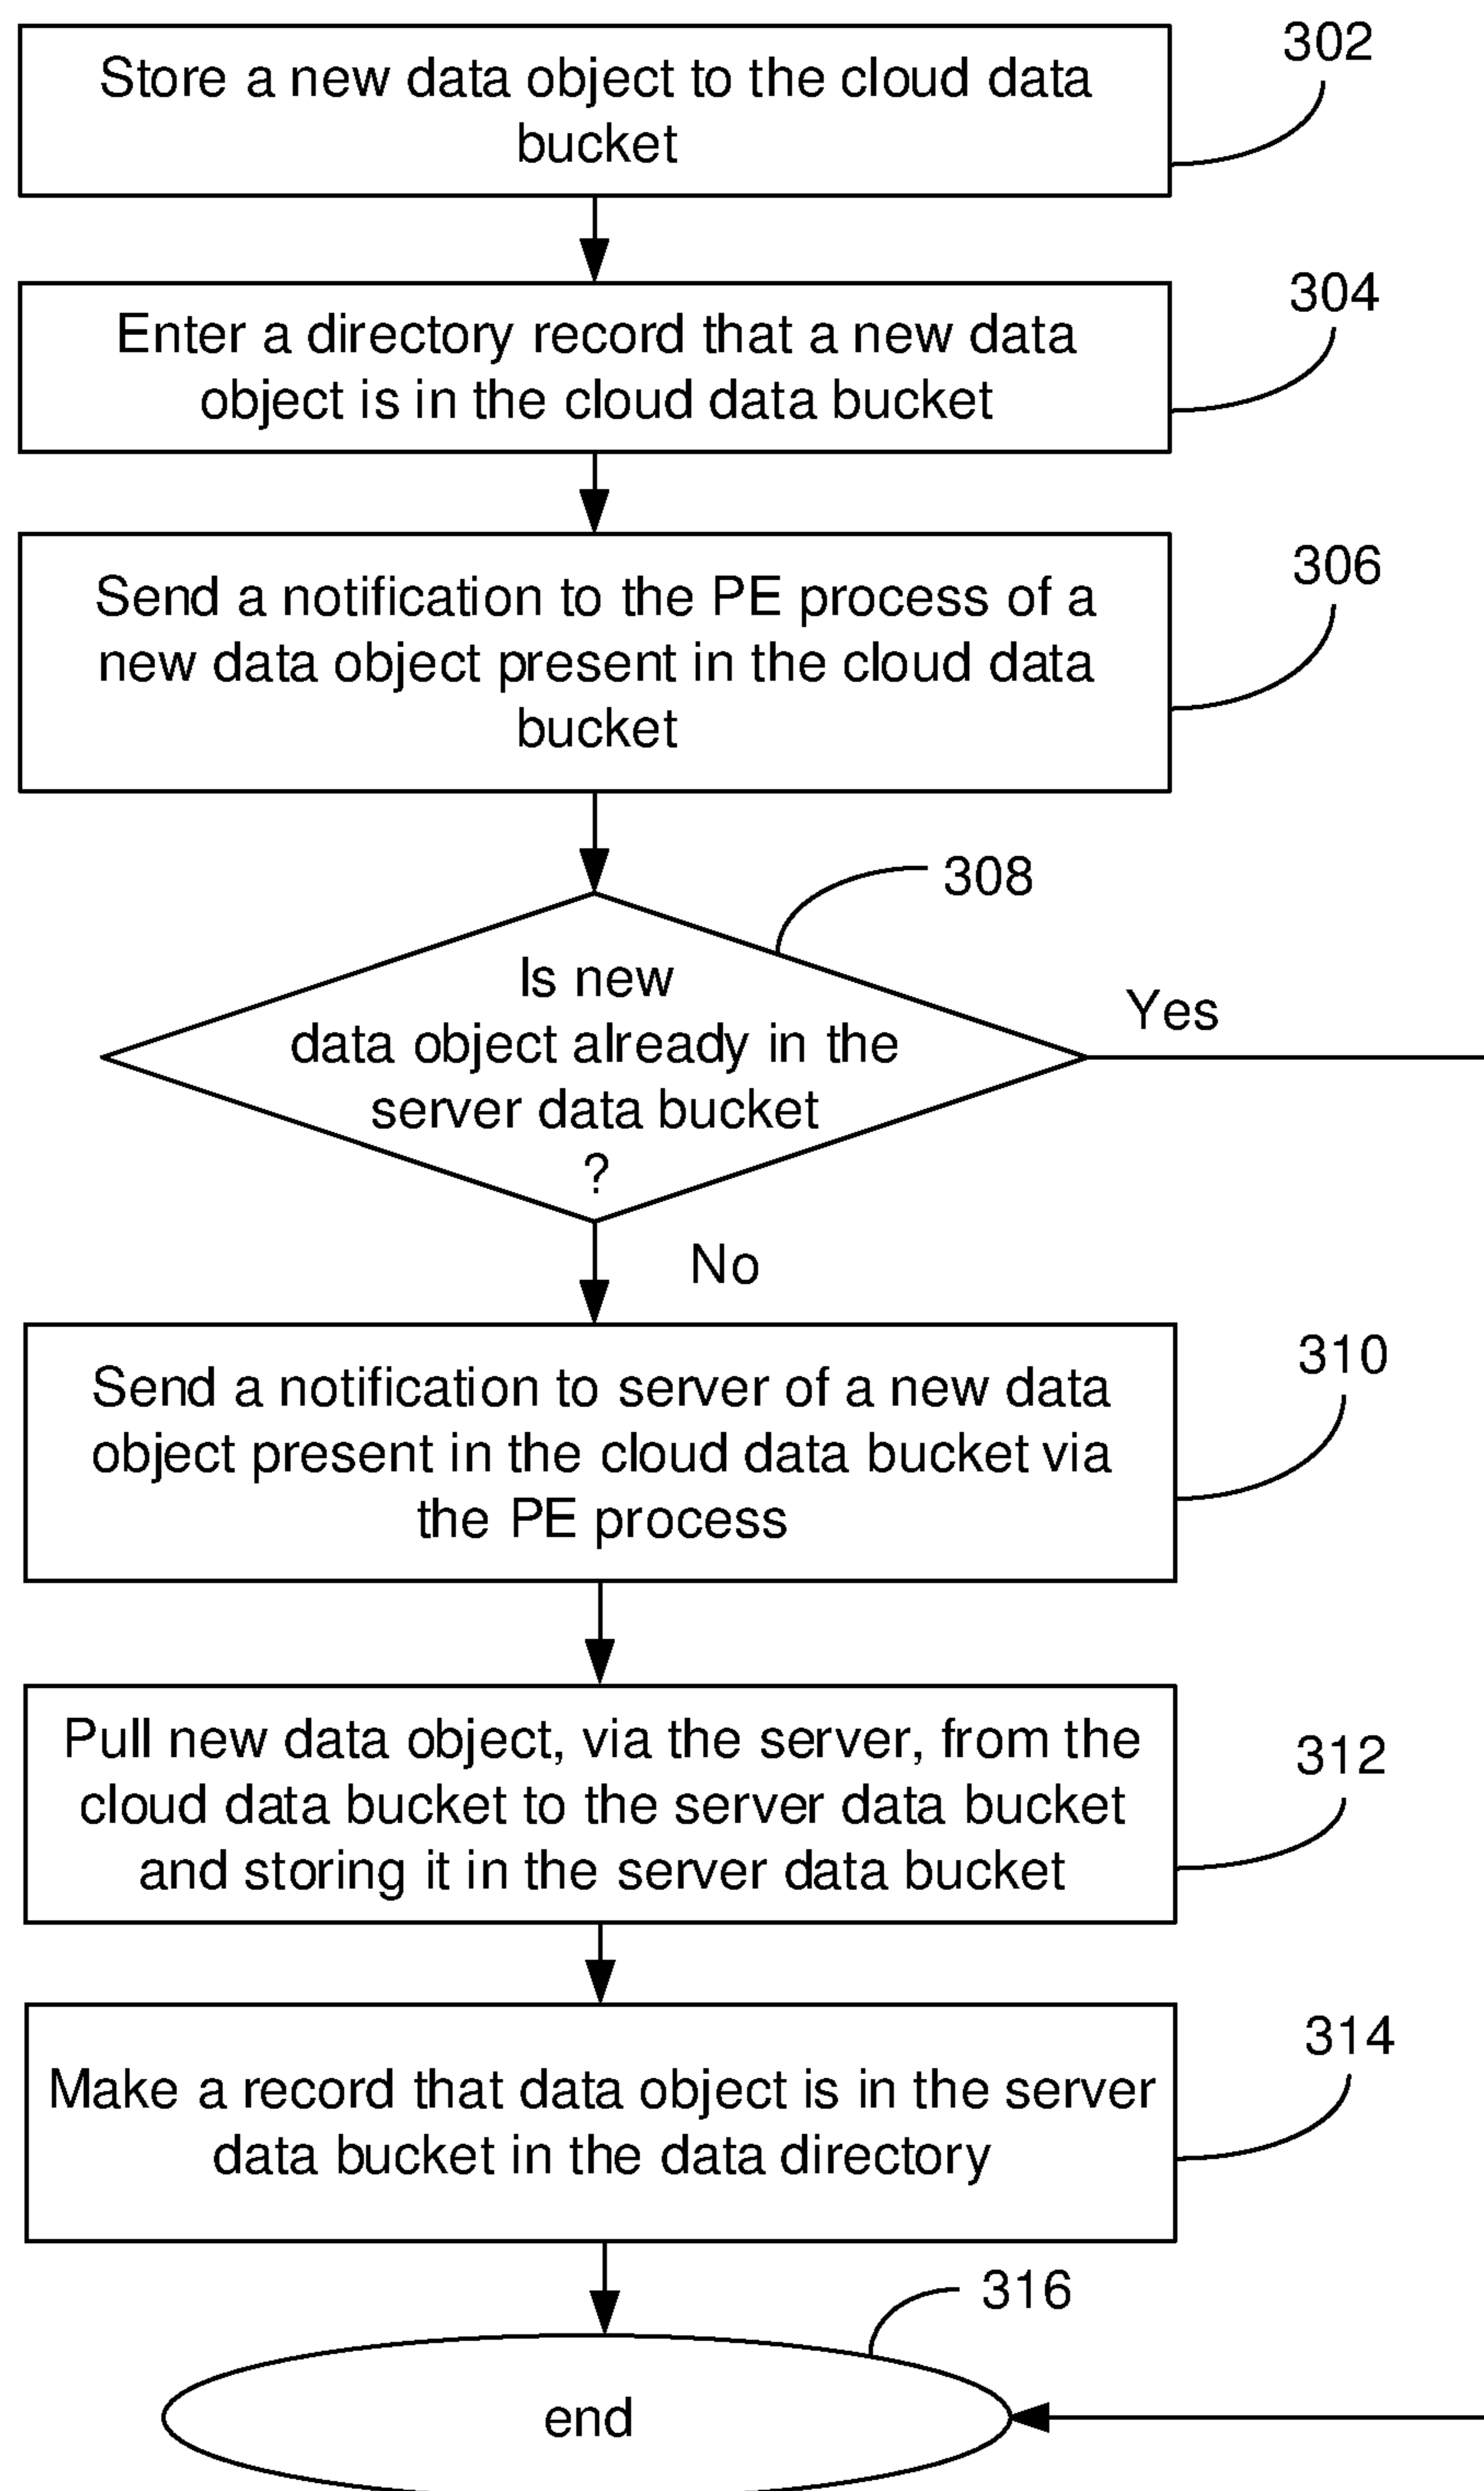 302
Store a new data object to the cloud data
bucket
304
Enter a directory record that a new data
object is in the cloud data bucket
306
Send a notification to the PE process of a
new data object present in the cloud data
bucket
308
Is new
data object already in the
server data bucket
?
Yes
No
310
Send a notification to server of a new data
object present in the cloud data bucket via
the PE process
312
Pull new data object, via the server, from the
cloud data bucket to the server data bucket
and storing it in the server data bucket
314
Make a record that data object is in the server
data bucket in the data directory
316
end